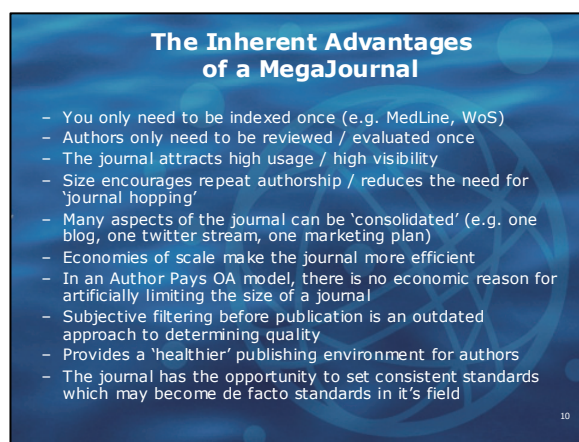 The Inherent Advantages
of a MegaJournal
– You only need to be indexed once (e.g. MedLine, WoS)
– Authors only need to be reviewed / evaluated once
– The journal attracts high usage / high visibility
– Size encourages repeat authorship / reduces the need for
‘journal hopping’
– Many aspects of the journal can be ‘consolidated’ (e.g. one
blog, one twitter stream, one marketing plan)
– Economies of scale make the journal more efficient
– In an Author Pays OA model, there is no economic reason for
artificially limiting the size of a journal
– Subjective filtering before publication is an outdated
approach to determining quality
– Provides a ‘healthier’ publishing environment for authors
– The journal has the opportunity to set consistent standards
which may become de facto standards in it’s field
10